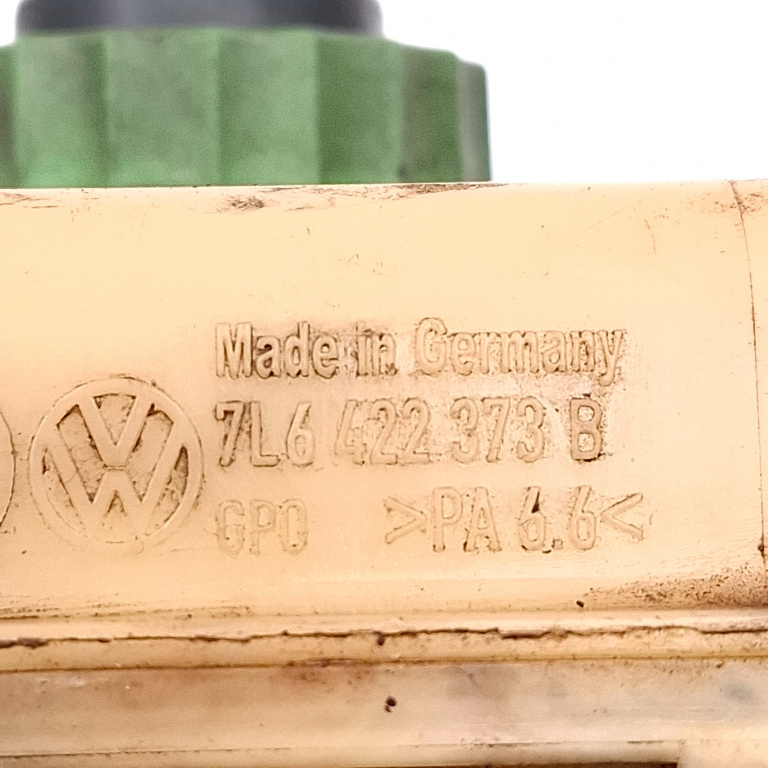 Made in Germany
7L6 422 373 B
GPO >PA 6.6<